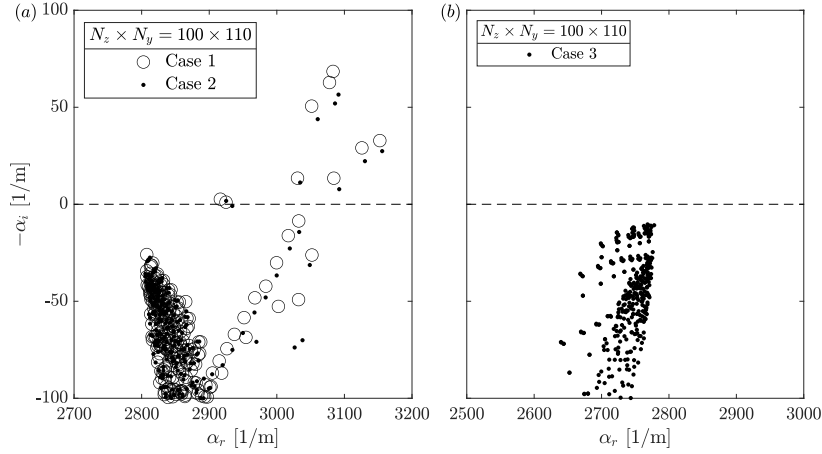 (a)
N_z × N_y = 100 × 110
Case 1
Case 2
100
50
0
-50
-100
−α_i [1/m]
2700 2800 2900 3000 3100 3200
α_r [1/m]
(b)
N_z × N_y = 100 × 110
Case 3
2500 2600 2700 2800 2900 3000
α_r [1/m]